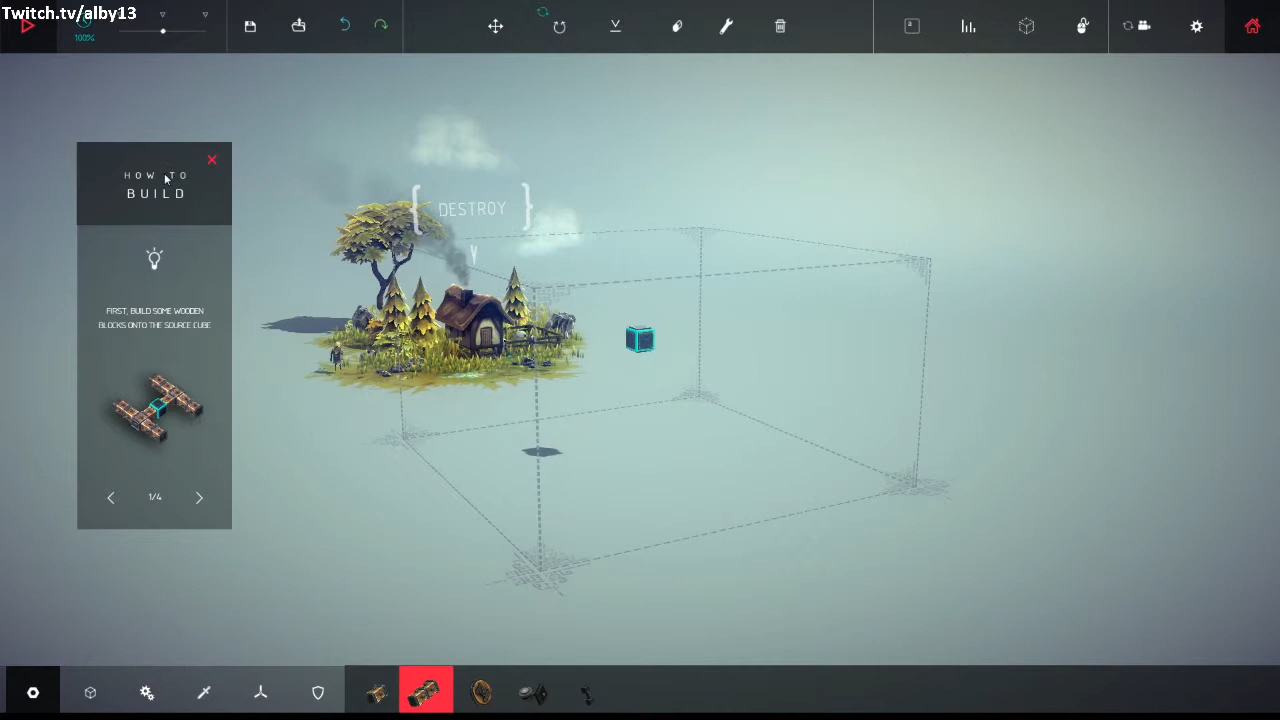 Twitch.tv/alby13
100%
HOW TO
BUILD
DESTROY
FIRST, BUILD SOME WOODEN
BLOCKS ONTO THE SOURCE CUBE
1/4